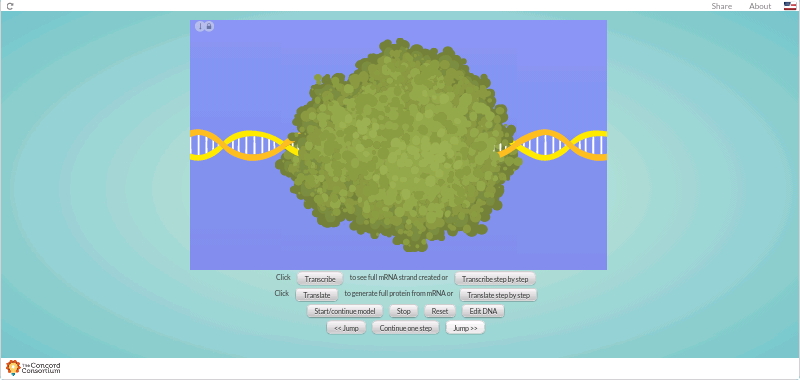 Share About
Click Transcribe to see full mRNA strand created or Transcribe step by step
Click Translate to generate full protein from mRNA or Translate step by step
Start/continue model Stop Reset Edit DNA
<< Jump Continue one step Jump >>
The Concord
Consortium